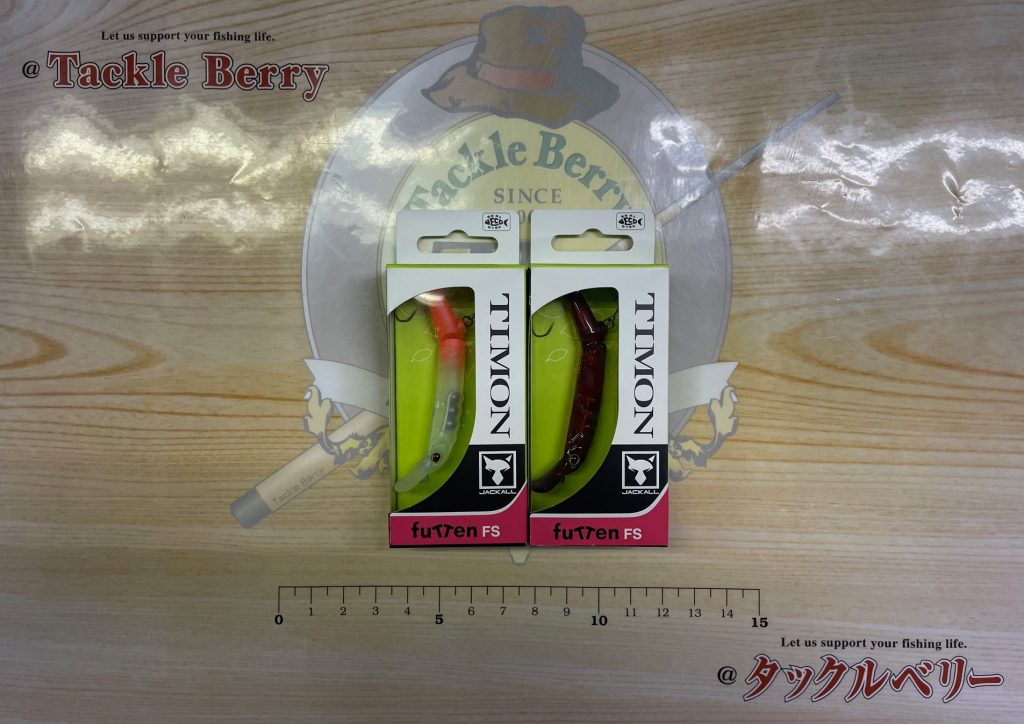 Let us support your fishing life.
@ Tackle Berry
Tackle Berry
SINCE
TIMON
JACKALL
fuTTen FS
TIMON
JACKALL
fuTTen FS
Tackle Berry
0 1 2 3 4 5 6 7 8 9 10 11 12 13 14 15
Let us support your fishing life.
@ タックルベリー